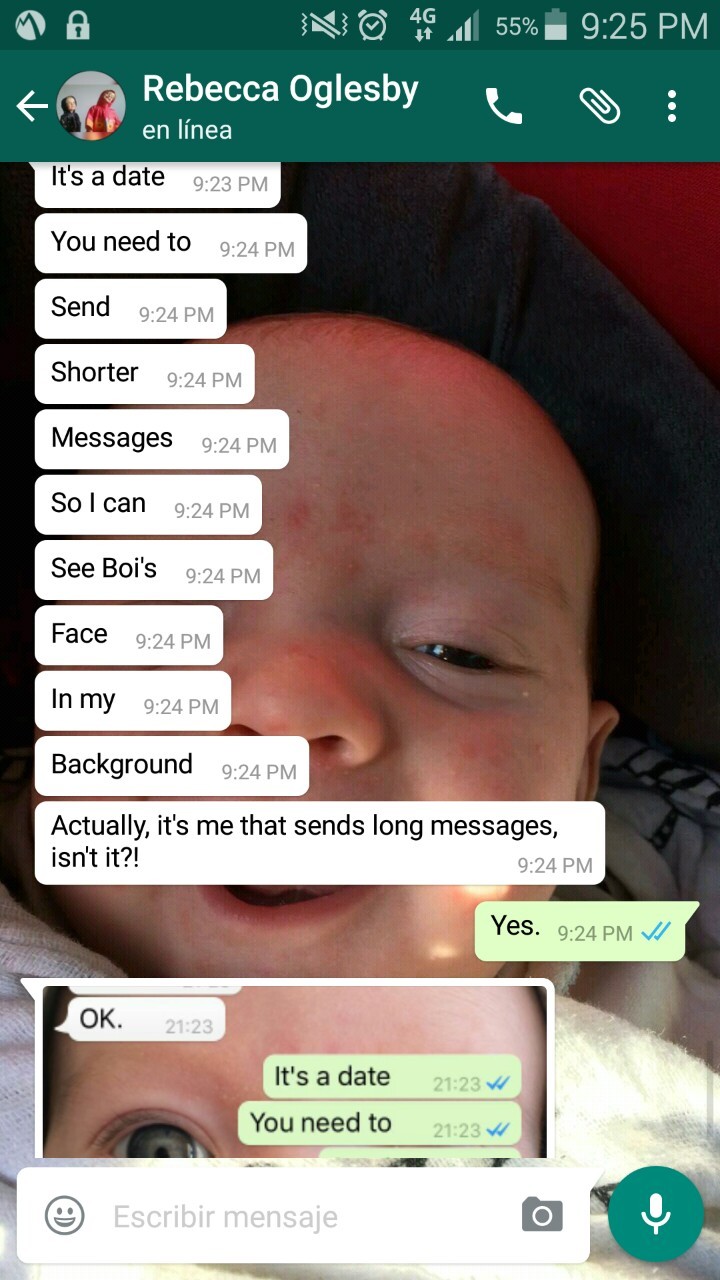 4G 55% 9:25 PM
Rebecca Oglesby
en línea
It's a date 9:23 PM
You need to 9:24 PM
Send 9:24 PM
Shorter 9:24 PM
Messages 9:24 PM
So I can 9:24 PM
See Boi's 9:24 PM
Face 9:24 PM
In my 9:24 PM
Background 9:24 PM
Actually, it's me that sends long messages,
isn't it?! 9:24 PM
Yes. 9:24 PM
OK. 21:23
It's a date 21:23
You need to 21:23
Escribir mensaje